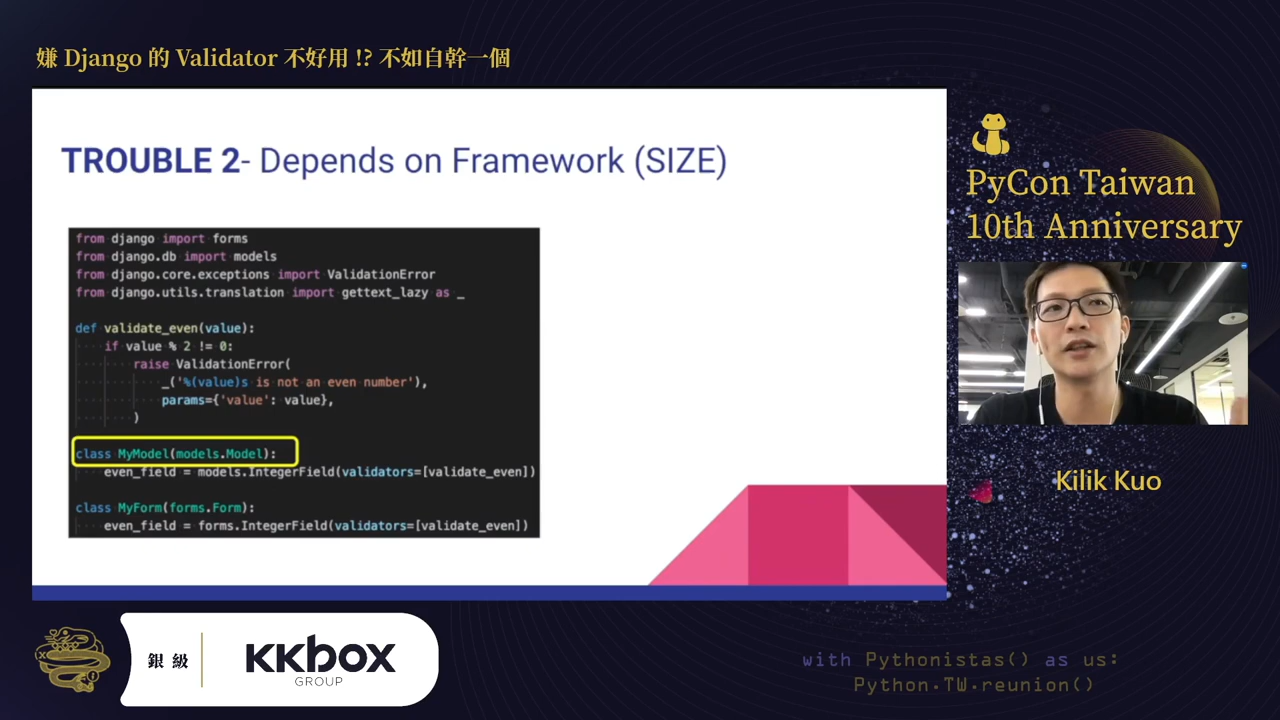 嫌 Django 的 Validator 不好用 !? 不如自幹一個
TROUBLE 2- Depends on Framework (SIZE)
from django import forms
from django.db import models
from django.core.exceptions import ValidationError
from django.utils.translation import gettext_lazy as _
def validate_even(value):
if value % 2 != 0:
raise ValidationError(
_('%(value)s is not an even number'),
params={'value': value},
)
class MyModel(models.Model):
even_field = models.IntegerField(validators=[validate_even])
class MyForm(forms.Form):
even_field = forms.IntegerField(validators=[validate_even])
PyCon Taiwan
10th Anniversary
Kilik Kuo
銀 級
KKBOX
GROUP
with Pythonistas() as us:
Python.TW.reunion()